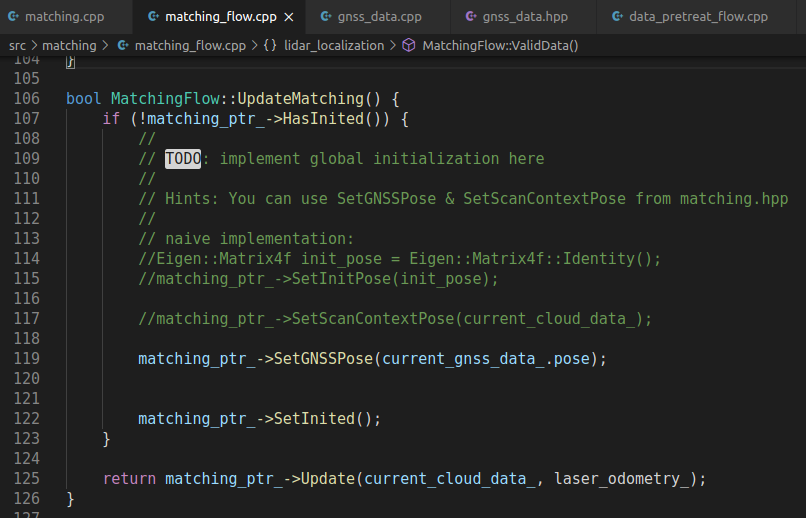 matching.cpp matching_flow.cpp × gnss_data.cpp gnss_data.hpp data_pretreat_flow.cpp
src > matching > matching_flow.cpp > {} lidar_localization > MatchingFlow::ValidData()
104 }
105
106 bool MatchingFlow::UpdateMatching() {
107 if (!matching_ptr_->HasInited()) {
108 //
109 // TODO: implement global initialization here
110 //
111 // Hints: You can use SetGNSSPose & SetScanContextPose from matching.hpp
112 //
113 // naive implementation:
114 //Eigen::Matrix4f init_pose = Eigen::Matrix4f::Identity();
115 //matching_ptr_->SetInitPose(init_pose);
116
117 //matching_ptr_->SetScanContextPose(current_cloud_data_);
118
119 matching_ptr_->SetGNSSPose(current_gnss_data_.pose);
120
121
122 matching_ptr_->SetInited();
123 }
124
125 return matching_ptr_->Update(current_cloud_data_, laser_odometry_);
126 }
127